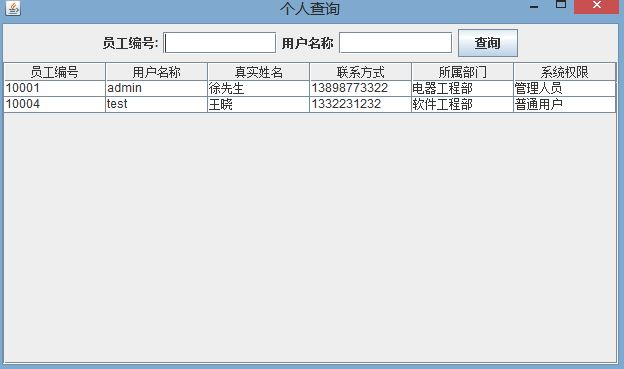 个人查询
员工编号: 用户名称 查询
员工编号 用户名称 真实姓名 联系方式 所属部门 系统权限
10001 admin 徐先生 13898773322 电器工程部 管理人员
10004 test 王晓 1332231232 软件工程部 普通用户